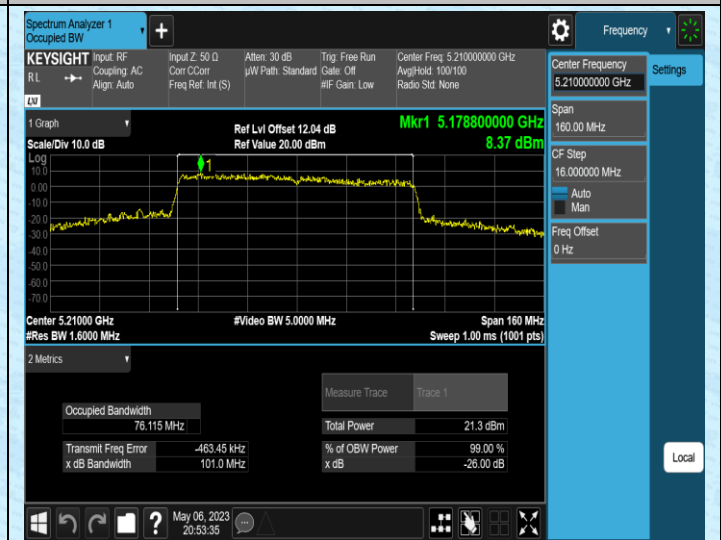 Spectrum Analyzer 1
Occupied BW
+
Frequency
KEYSIGHT
RL
LXI
Input: RF
Coupling: AC
Align: Auto
Input Z: 50 Ω
Corr CCorr
Freq Ref: Int (S)
Atten: 30 dB
µW Path: Standard
Trig: Free Run
Gate: Off
#IF Gain: Low
Center Freq: 5.210000000 GHz
Avg|Hold: 100/100
Radio Std: None
Center Frequency
5.210000000 GHz
Settings
Span
160.00 MHz
CF Step
16.000000 MHz
Auto
Man
Freq Offset
0 Hz
1 Graph
Scale/Div 10.0 dB
Ref Lvl Offset 12.04 dB
Ref Value 20.00 dBm
Mkr1 5.178800000 GHz
8.37 dBm
Log
10.0
0.00
-10.0
-20.0
-30.0
-40.0
-50.0
-60.0
-70.0
1
Center 5.21000 GHz
#Res BW 1.6000 MHz
#Video BW 5.0000 MHz
Span 160 MHz
Sweep 1.00 ms (1001 pts)
2 Metrics
Measure Trace Trace 1
Occupied Bandwidth
76.115 MHz
Total Power 21.3 dBm
Transmit Freq Error -463.45 kHz
% of OBW Power 99.00 %
x dB Bandwidth 101.0 MHz
x dB -26.00 dB
Local
?
May 06, 2023
20:53:35